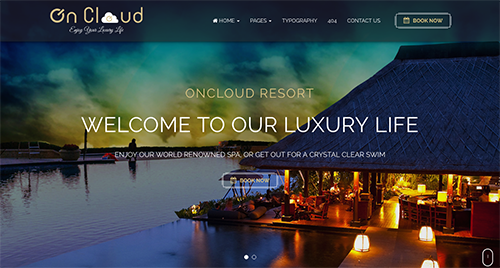 On Cloud
Enjoy Your Luxury Life
HOME PAGES TYPOGRAPHY 404 CONTACT US BOOK NOW
ONCLOUD RESORT
WELCOME TO OUR LUXURY LIFE
ENJOY OUR WORLD RENOWNED SPA, OR GET OUT FOR A CRYSTAL CLEAR SWIM
BOOK NOW